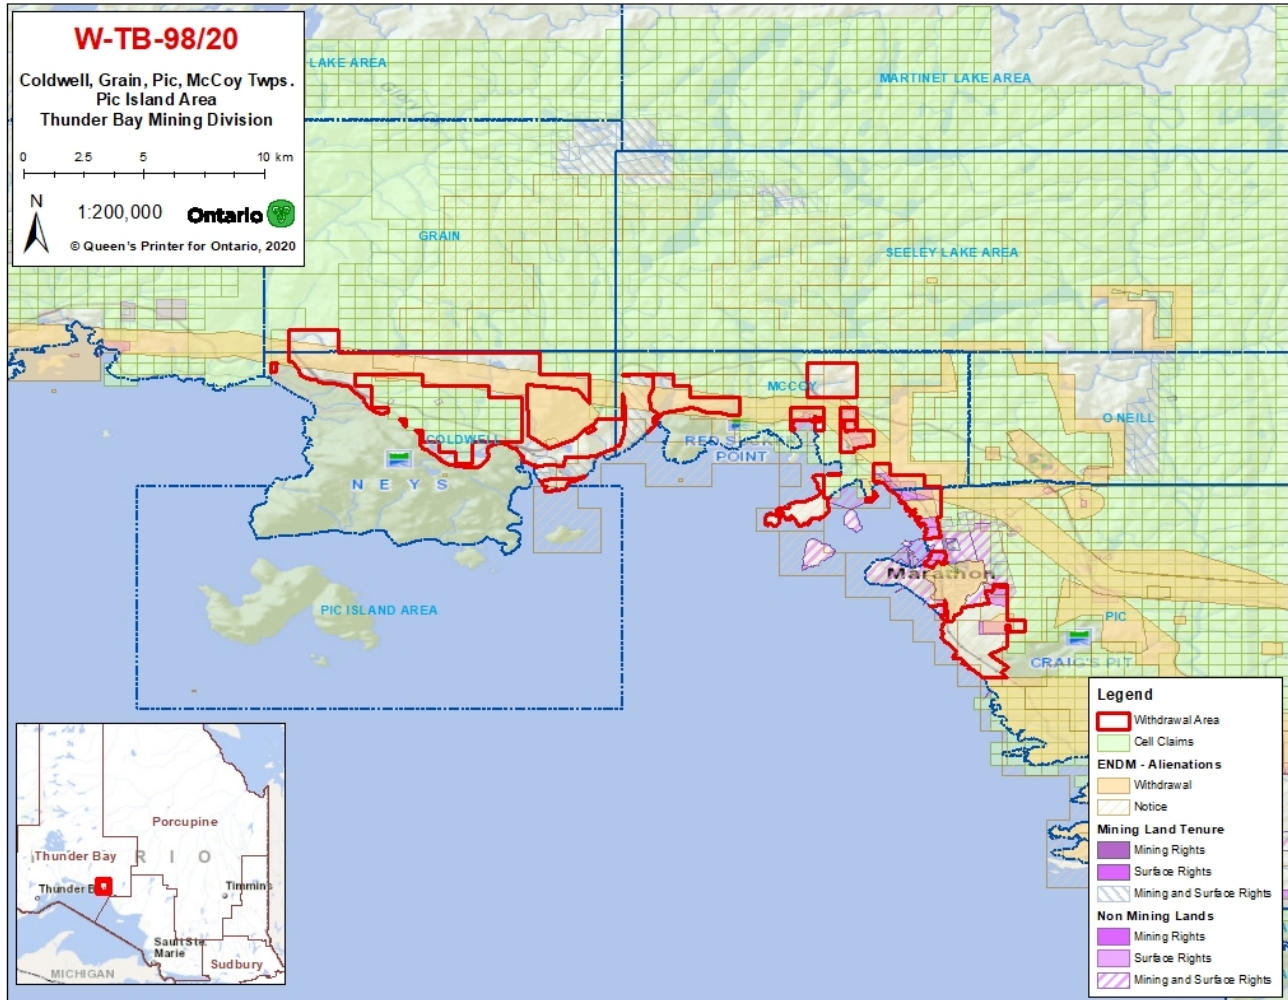 W-TB-98/20
Coldwell, Grain, Pic, McCoy Twps.
Pic Island Area
Thunder Bay Mining Division
0 2.5 5 10 km
N
1:200,000
Ontario
© Queen's Printer for Ontario, 2020
LAKE AREA
MARTINET LAKE AREA
GRAIN
SEELEY LAKE AREA
MCCOY
O NEILL
COLDWELL
RED
POINT
NEYS
Marathon
PIC ISLAND AREA
PIC
CRAIG'S PIT
Legend
Withdrawal Area
Cell Claims
ENDM - Alienations
Withdrawal
Notice
Mining Land Tenure
Mining Rights
Surface Rights
Mining and Surface Rights
Non Mining Lands
Mining Rights
Surface Rights
Mining and Surface Rights
Porcupine
Thunder Bay
R I O
Thunder B
Timmins
Sault Ste.
Marie
Sudbury
MICHIGAN